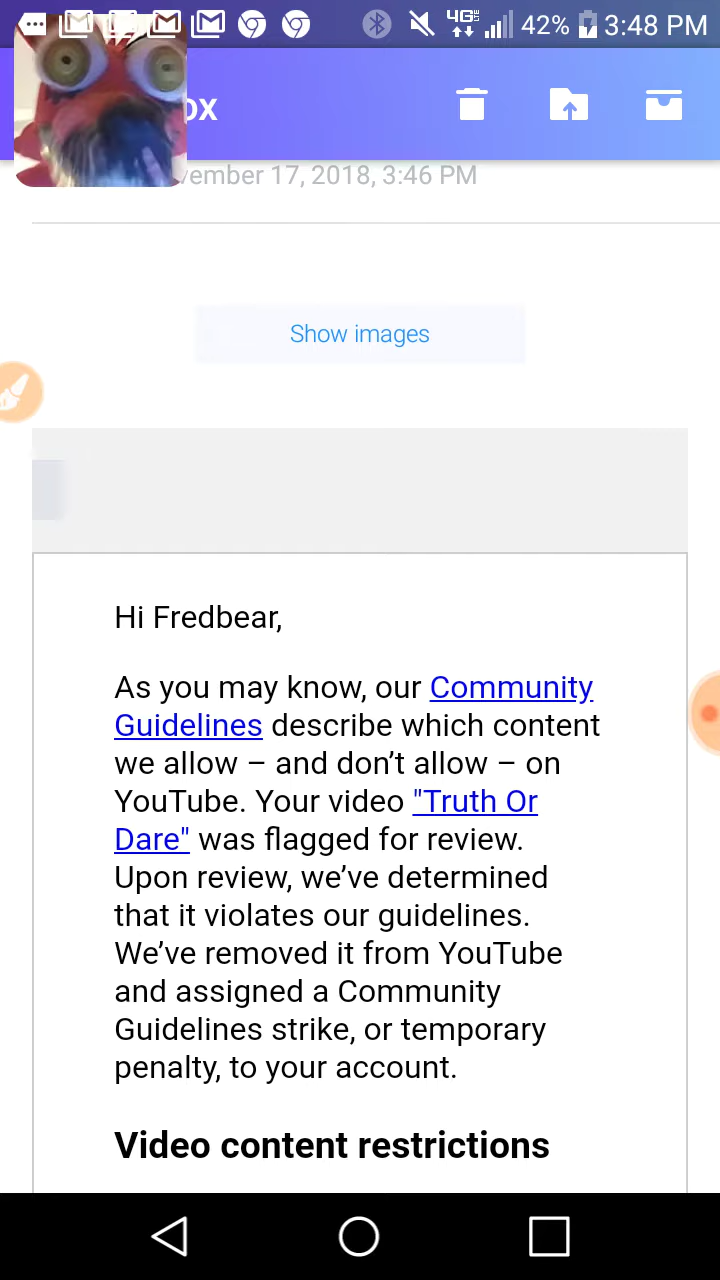 42% 3:48 PM
ox
vember 17, 2018, 3:46 PM
Show images
Hi Fredbear,
As you may know, our Community
Guidelines describe which content
we allow – and don’t allow – on
YouTube. Your video "Truth Or
Dare" was flagged for review.
Upon review, we’ve determined
that it violates our guidelines.
We’ve removed it from YouTube
and assigned a Community
Guidelines strike, or temporary
penalty, to your account.
Video content restrictions